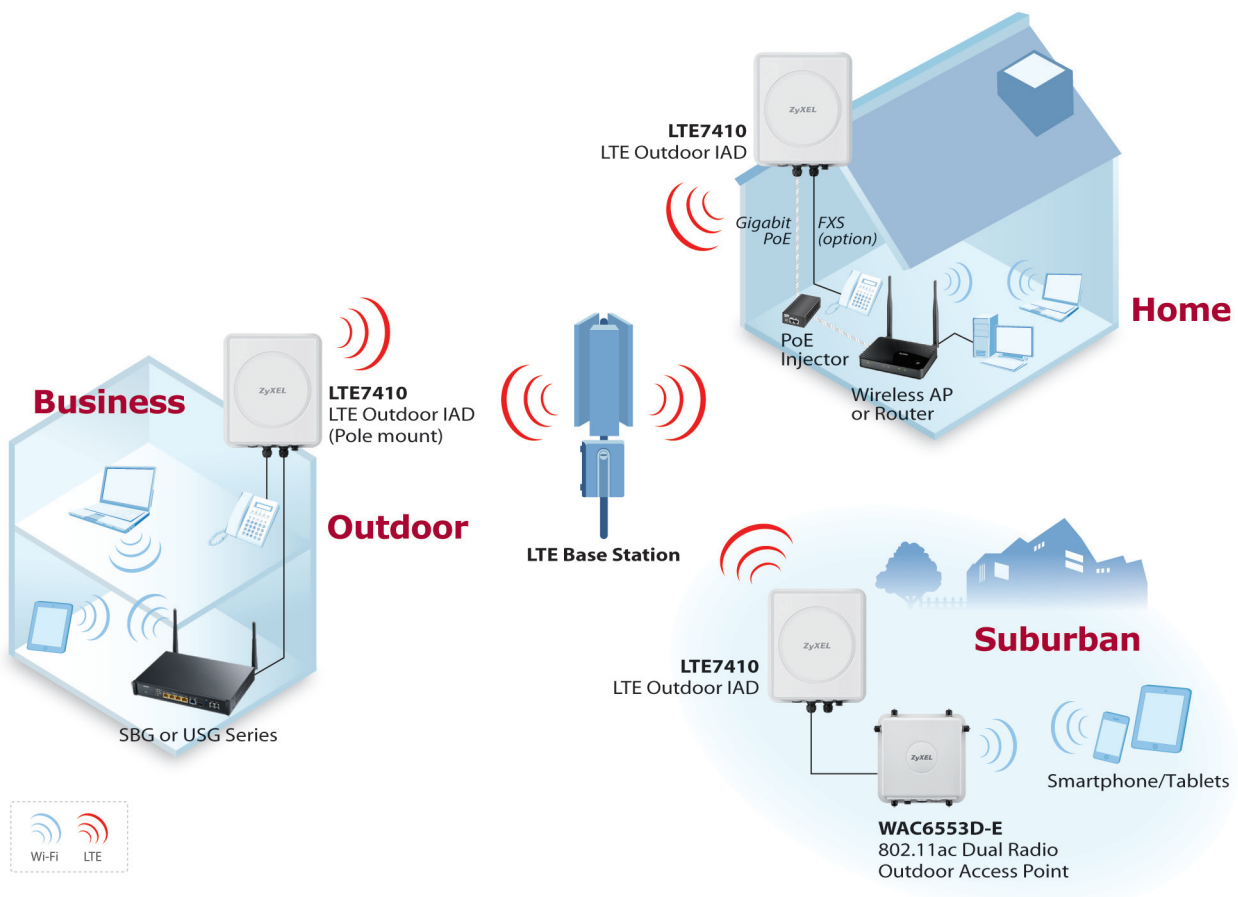 ZyXEL
LTE7410
LTE Outdoor IAD
Gigabit
PoE
FXS
(option)
PoE
Injector
Wireless AP
or Router
Home
Business
ZyXEL
LTE7410
LTE Outdoor IAD
(Pole mount)
Outdoor
SBG or USG Series
LTE Base Station
Suburban
ZyXEL
LTE7410
LTE Outdoor IAD
ZyXEL
WAC6553D-E
802.11ac Dual Radio
Outdoor Access Point
Smartphone/Tablets
Wi-Fi
LTE